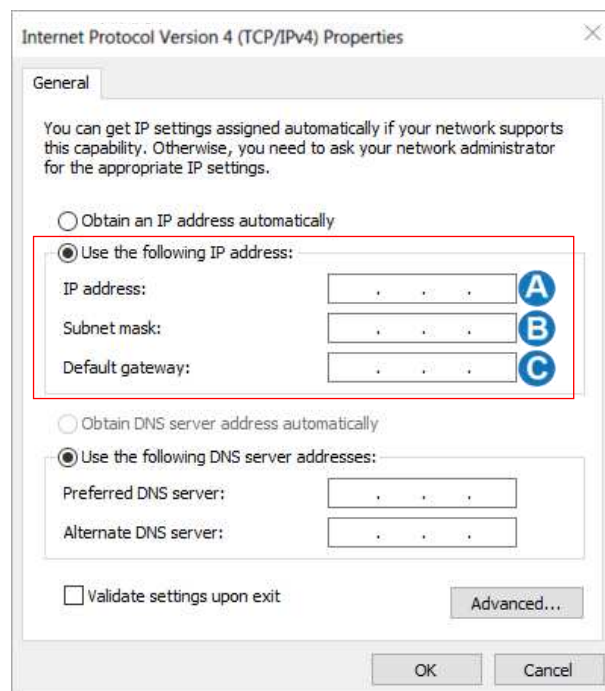 Internet Protocol Version 4 (TCP/IPv4) Properties
General
You can get IP settings assigned automatically if your network supports
this capability. Otherwise, you need to ask your network administrator
for the appropriate IP settings.
Obtain an IP address automatically
Use the following IP address:
IP address: . . . A
Subnet mask: . . . B
Default gateway: . . . C
Obtain DNS server address automatically
Use the following DNS server addresses:
Preferred DNS server: . . .
Alternate DNS server: . . .
Validate settings upon exit
Advanced...
OK Cancel